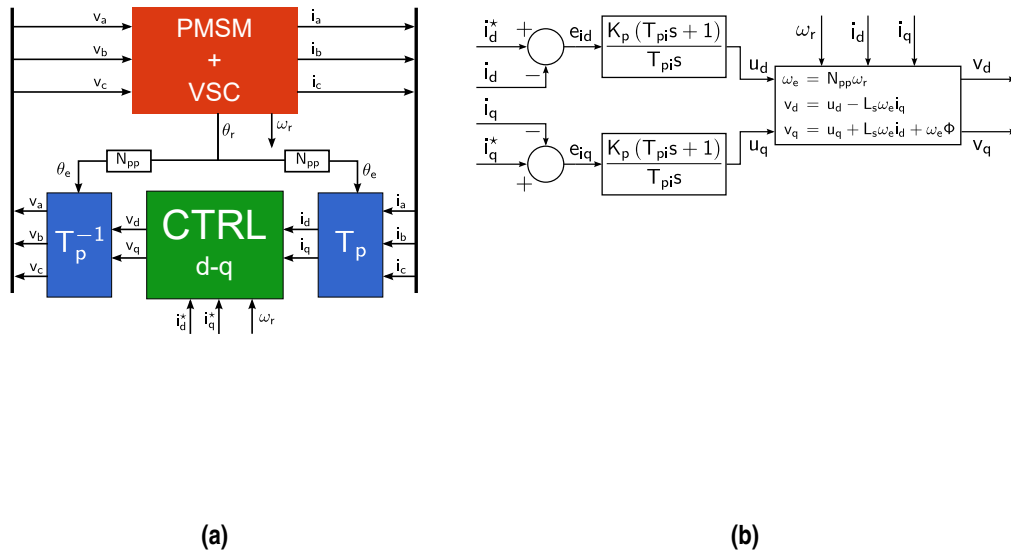 v_a
i_a
PMSM
v_b
i_b
+
v_c
i_c
VSC
θ_r
ω_r
N_pp
N_pp
θ_e
θ_e
v_a
v_d
i_d
i_a
T_p^{-1}
CTRL
T_p
v_b
v_q
i_q
i_b
d-q
v_c
i_c
i_d^⋆
i_q^⋆
ω_r
(a)
i_d^⋆
+
e_id
K_p (T_pi s + 1)
T_pi s
i_d
−
u_d
i_q
−
i_q^⋆
+
e_iq
K_p (T_pi s + 1)
T_pi s
u_q
ω_r
i_d
i_q
ω_e = N_pp ω_r
v_d = u_d − L_s ω_e i_q
v_q = u_q + L_s ω_e i_d + ω_e Φ
v_d
v_q
(b)